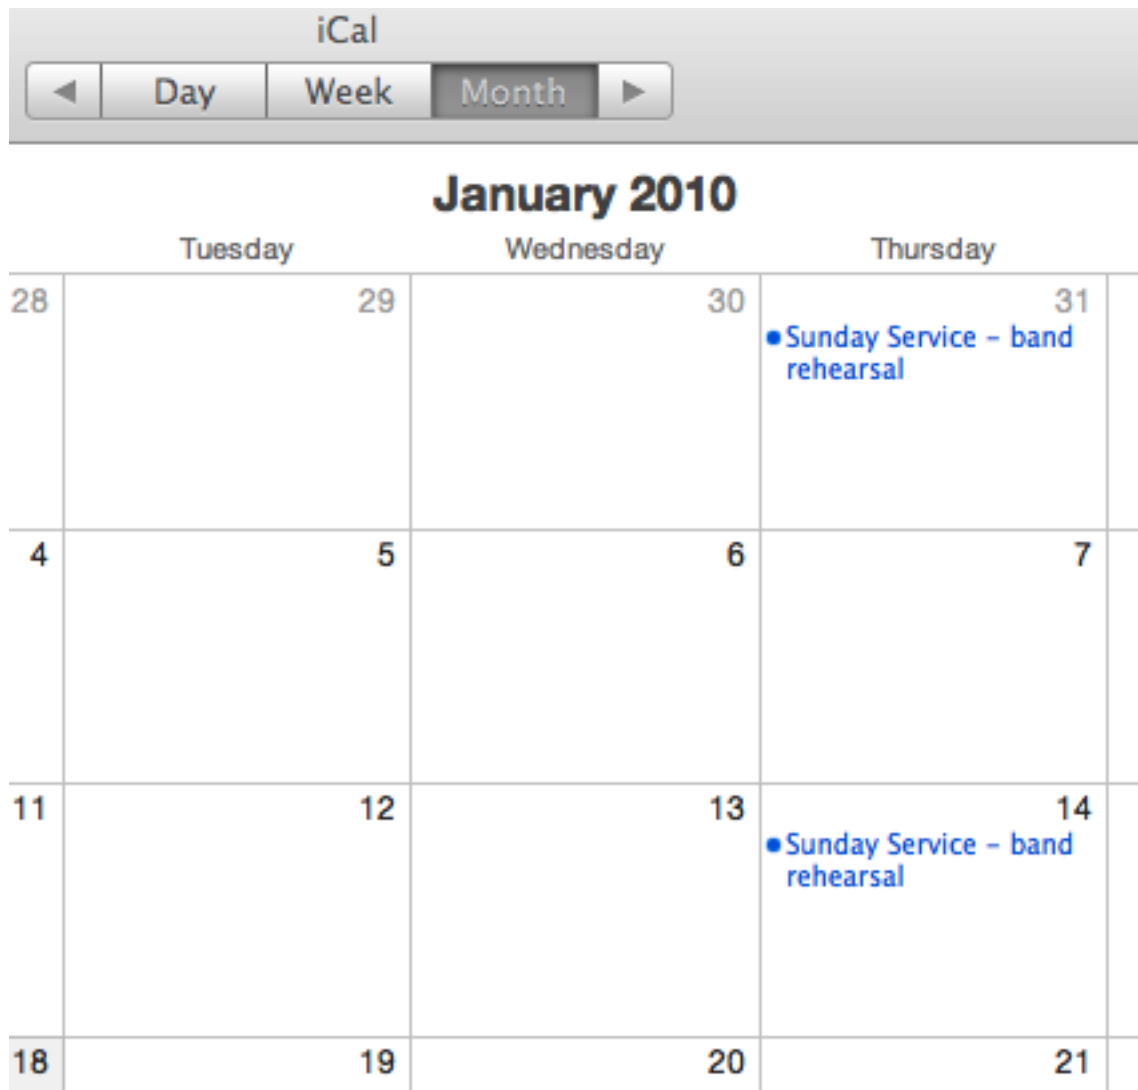 iCal
Day Week Month
January 2010
Tuesday Wednesday Thursday
28 29 30 31
Sunday Service – band
rehearsal
4 5 6 7
11 12 13 14
Sunday Service – band
rehearsal
18 19 20 21